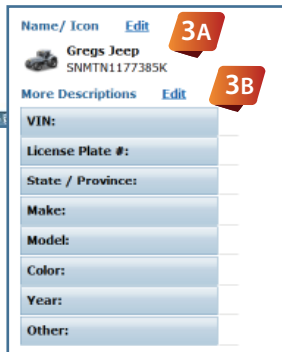 Name/ Icon Edit 3A
Gregs Jeep
SNMTN1177385K
More Descriptions Edit 3B
VIN:
License Plate #:
State / Province:
Make:
Model:
Color:
Year:
Other: